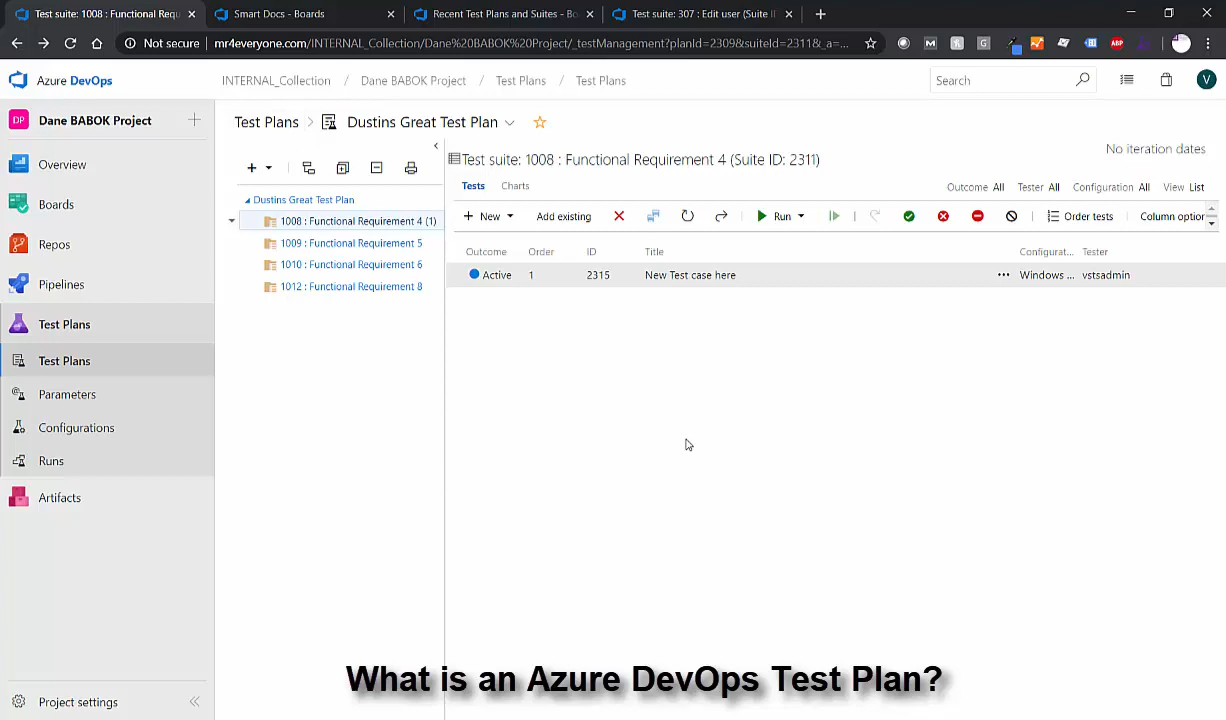 Test suite: 1008 : Functional Requ
Smart Docs - Boards
Recent Test Plans and Suites - Bo
Test suite: 307 : Edit user (Suite I
Not secure
mr4everyone.com/INTERNAL_Collection/Dane%20BABOK%20Project/_testManagement?planId=2309&suiteId=2311&_a=...
Azure DevOps
INTERNAL_Collection / Dane BABOK Project / Test Plans / Test Plans
Search
V
DP
Dane BABOK Project
Test Plans
Dustins Great Test Plan
No iteration dates
Overview
Boards
Repos
Pipelines
Test Plans
Test Plans
Parameters
Configurations
Runs
Artifacts
Project settings
Dustins Great Test Plan
1008 : Functional Requirement 4 (1)
1009 : Functional Requirement 5
1010 : Functional Requirement 6
1012 : Functional Requirement 8
Test suite: 1008 : Functional Requirement 4 (Suite ID: 2311)
Tests Charts
Outcome All Tester All Configuration All View List
New Add existing Run Order tests Column option
Outcome Order ID Title Configurat... Tester
Active 1 2315 New Test case here ... Windows ... vstsadmin
What is an Azure DevOps Test Plan?